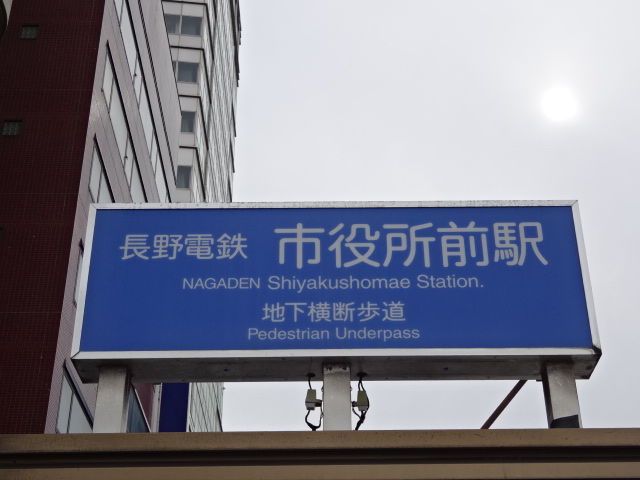 長野電鉄 市役所前駅
NAGADEN Shiyakushomae Station.
地下横断歩道
Pedestrian Underpass